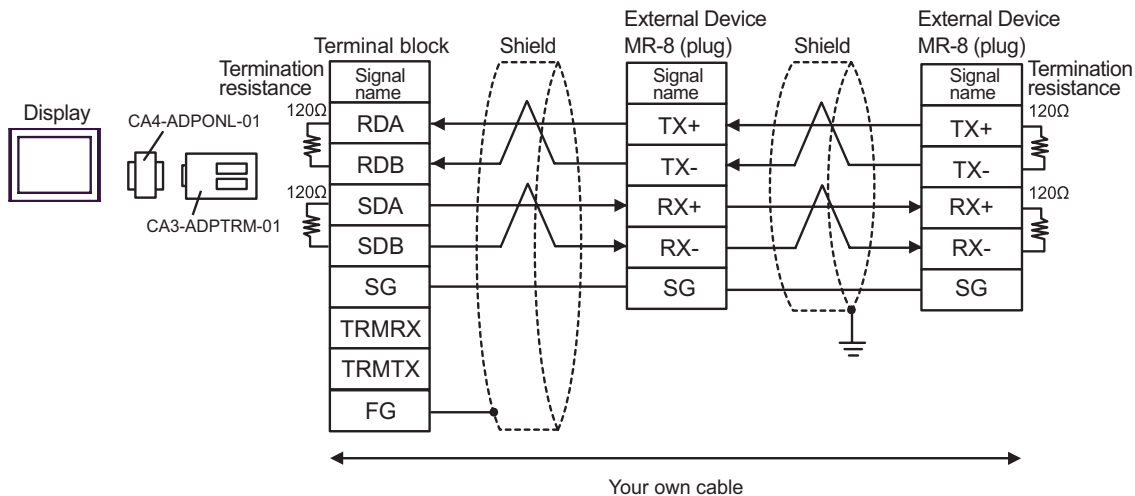 External Device
MR-8 (plug)
External Device
MR-8 (plug)
Terminal block
Shield
Shield
Termination
resistance
Termination
resistance
Display
CA4-ADPONL-01
CA3-ADPTRM-01
120Ω
120Ω
Signal
name
RDA
RDB
SDA
SDB
SG
TRMRX
TRMTX
FG
Signal
name
TX+
TX-
RX+
RX-
SG
Signal
name
TX+
TX-
RX+
RX-
SG
120Ω
120Ω
Your own cable